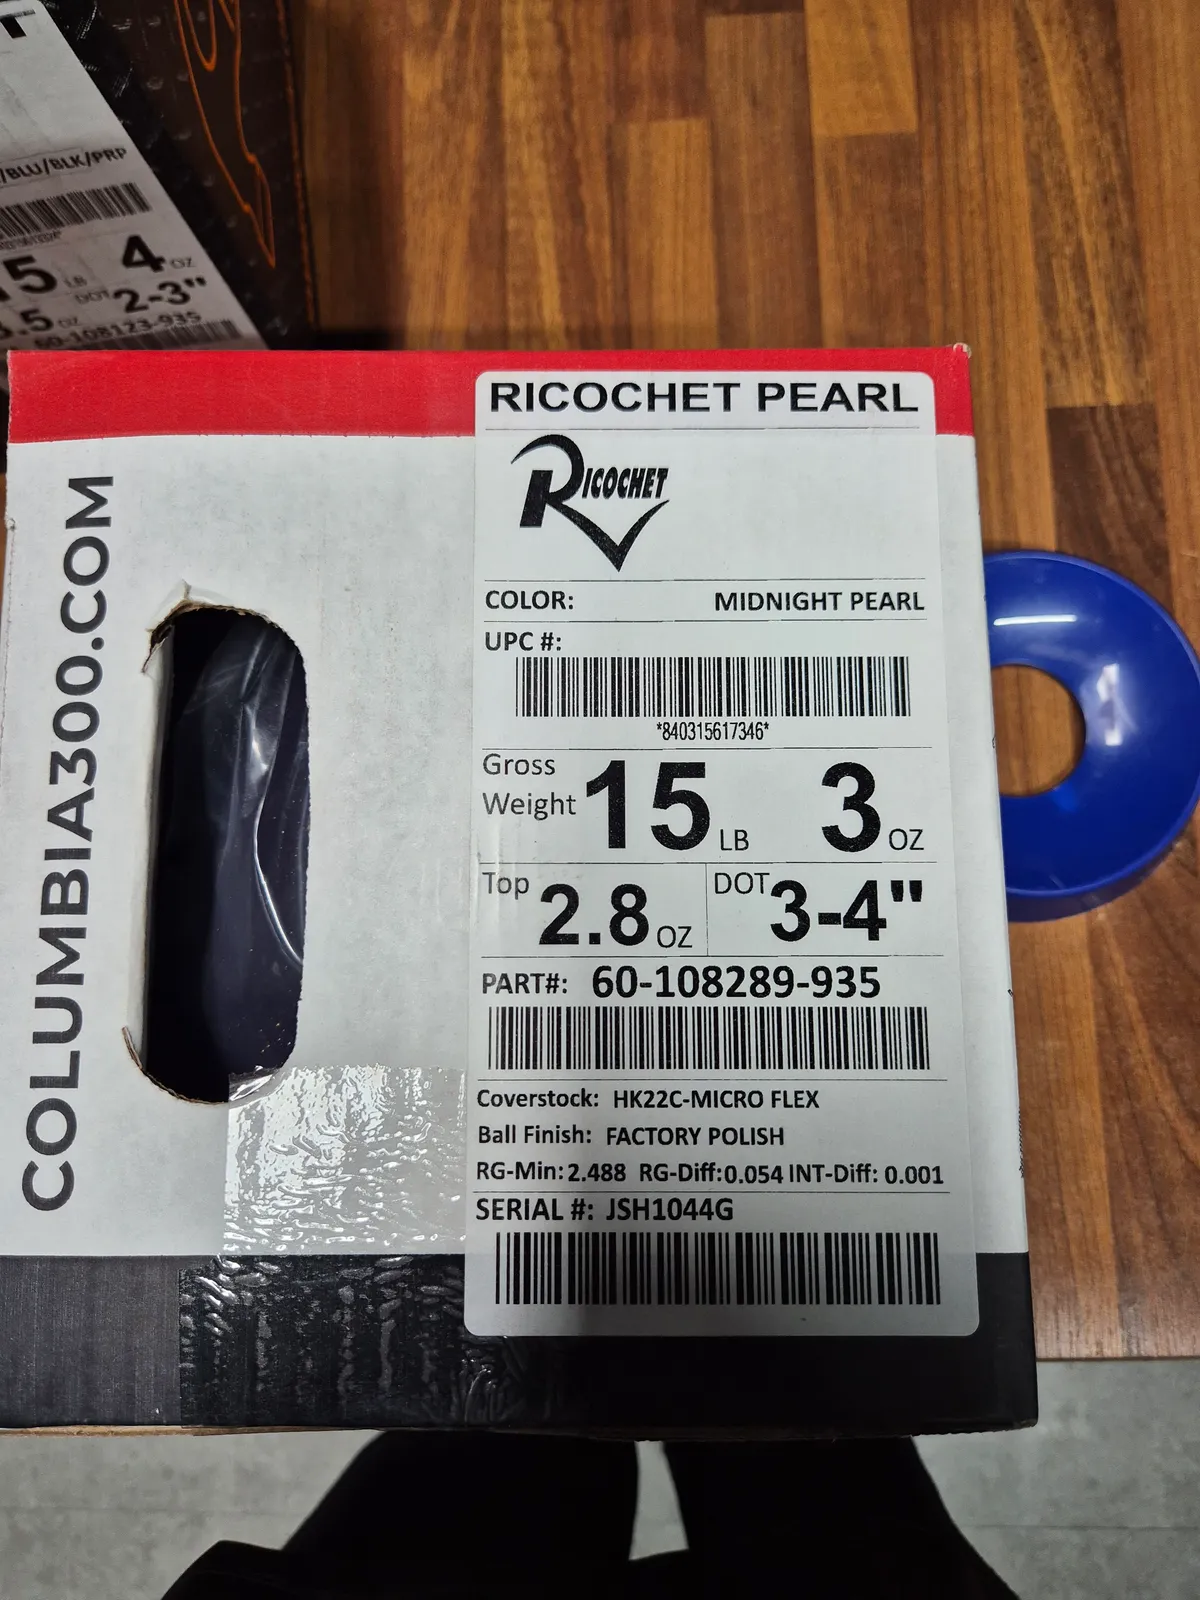 /BLU/BLK/PRP
15 LB 4 OZ
.5 OZ DOT 2-3"
60-108123-935
COLUMBIA300.COM
RICOCHET PEARL
RICOCHET
COLOR: MIDNIGHT PEARL
UPC #:
*840315617346*
Gross Weight 15 LB 3 OZ
Top 2.8 OZ DOT 3-4"
PART#: 60-108289-935
Coverstock: HK22C-MICRO FLEX
Ball Finish: FACTORY POLISH
RG-Min: 2.488 RG-Diff: 0.054 INT-Diff: 0.001
SERIAL #: JSH1044G